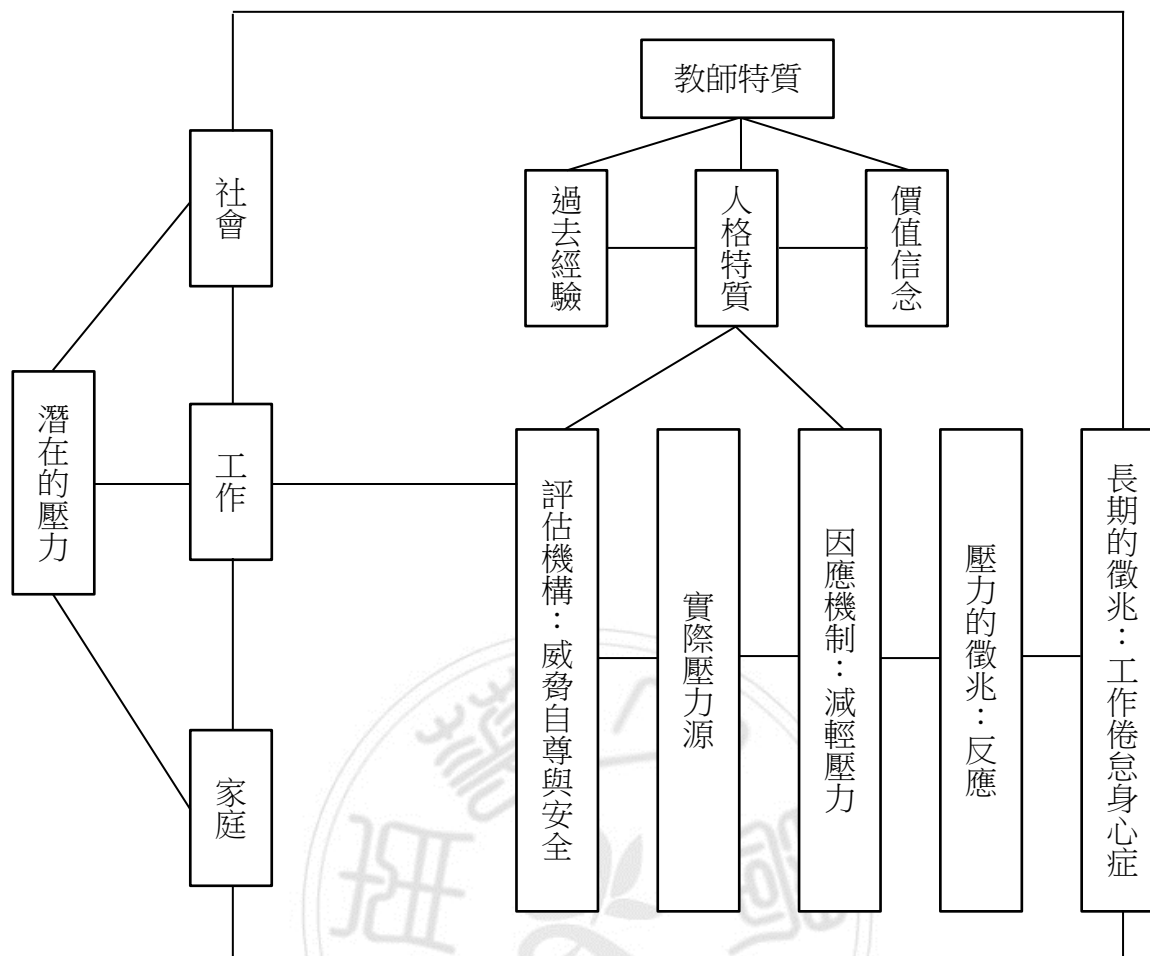 教師特質
過去經驗
人格特質
價值信念
社會
工作
家庭
潛在的壓力
評估機構：威脅自尊與安全
實際壓力源
因應機制：減輕壓力
壓力的徵兆：反應
長期的徵兆：工作倦怠身心症